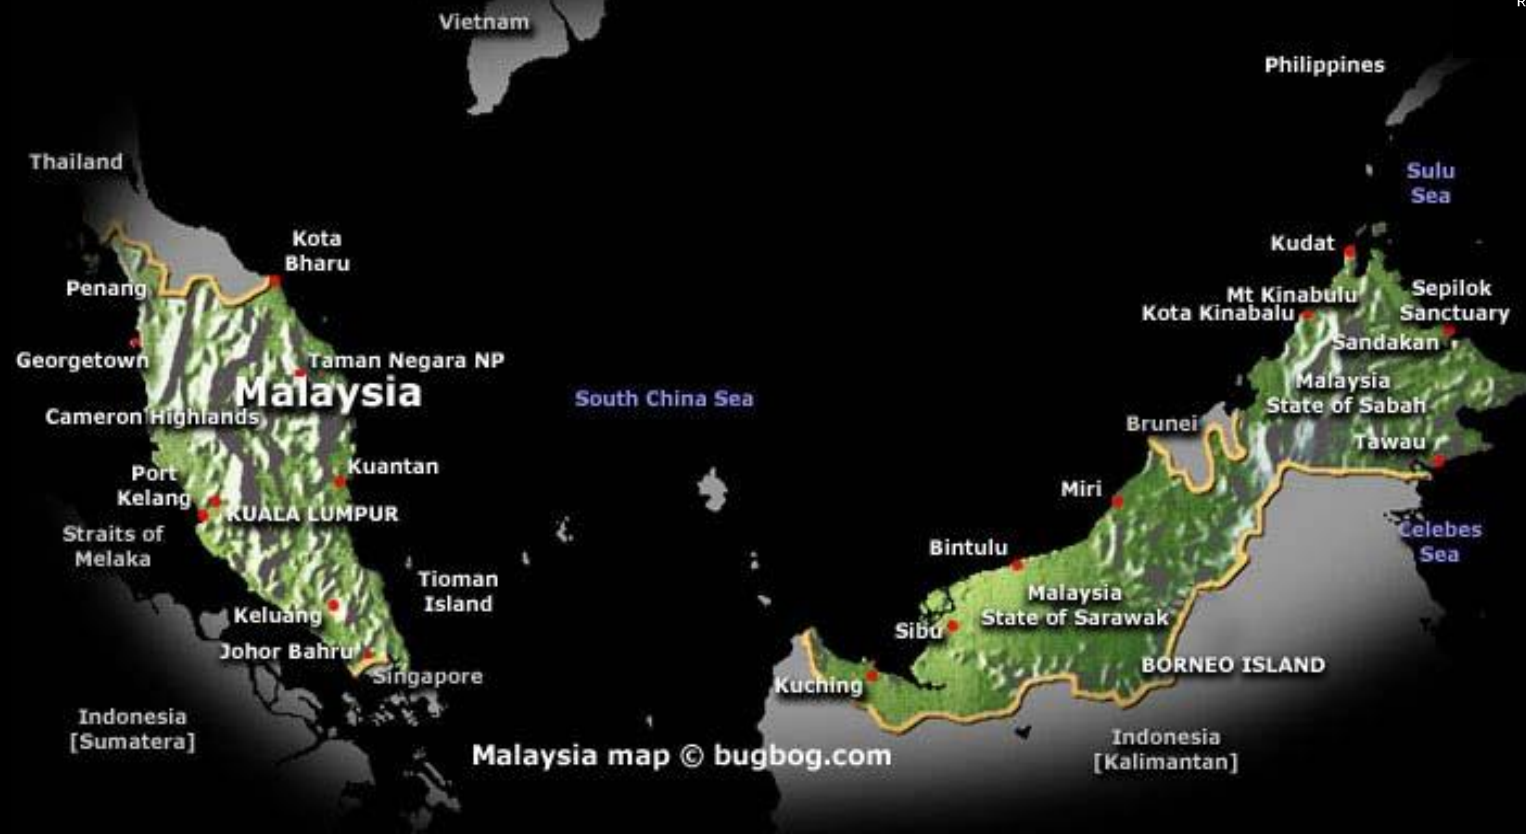 R
Vietnam
Philippines
Thailand
Sulu
Sea
Kota
Bharu
Kudat
Penang
Mt Kinabulu
Sepilok
Sanctuary
Kota Kinabalu
Georgetown
Taman Negara NP
Sandakan
Malaysia
South China Sea
Malaysia
State of Sabah
Cameron Highlands
Brunei
Tawau
Port
Kelang
Kuantan
Miri
KUALA LUMPUR
Straits of
Melaka
Celebes
Sea
Bintulu
Tioman
Island
Malaysia
State of Sarawak
Keluang
Sibu
Johor Bahru
Singapore
BORNEO ISLAND
Kuching
Indonesia
[Sumatera]
Indonesia
[Kalimantan]
Malaysia map © bugbog.com